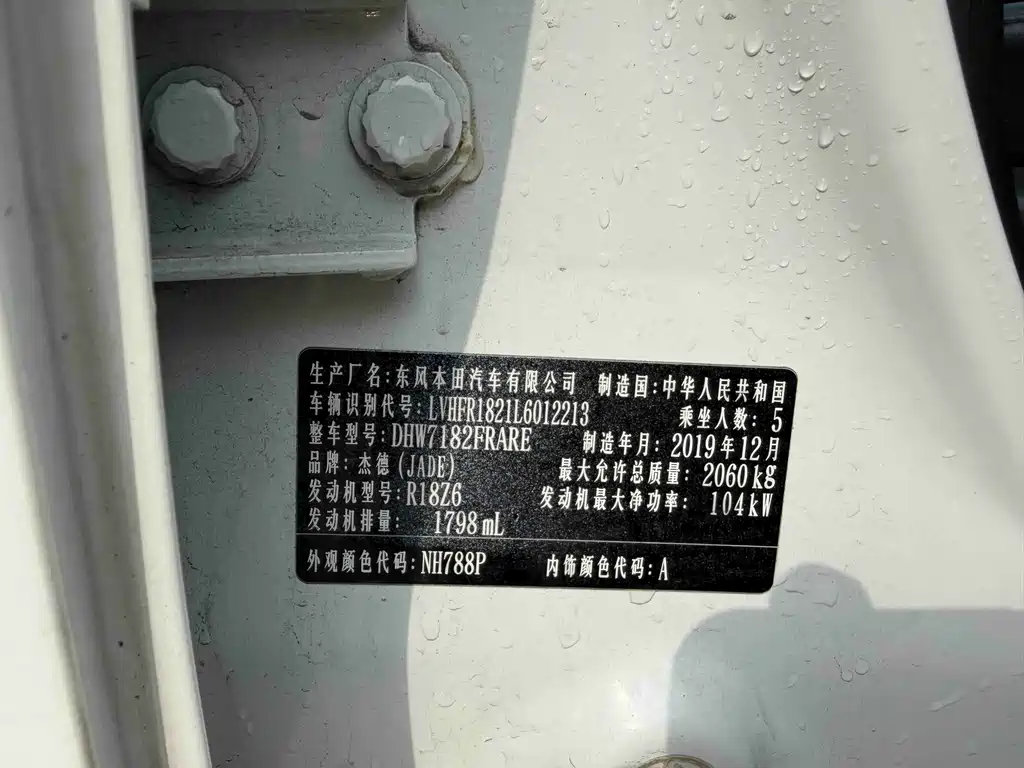 生产厂名:东风本田汽车有限公司 制造国:中华人民共和国
车辆识别代号:LVHFR1821L6012213 乘坐人数: 5
整车型号:DHW7182FRARE 制造年月: 2019年12月
品牌: 杰德(JADE) 最大允许总质量: 2060kg
发动机型号:R18Z6 发动机最大净功率: 104kW
发动机排量: 1798mL
外观颜色代码:NH788P 内饰颜色代码:A